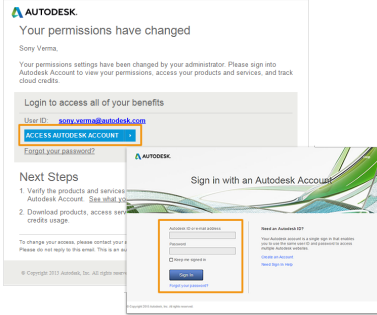 AUTODESK.
Your permissions have changed
Sony Verma,
Your permissions settings have been changed by your administrator. Please sign into
Autodesk Account to view your permissions, access your products and services, and track
cloud credits.
Login to access all of your benefits
User ID: sony.verma@autodesk.com
ACCESS AUTODESK ACCOUNT
Forgot your password?
Next Steps
1. Verify the products and services
Autodesk Account. See what yo
2. Download products, access serv
credits usage.
To change your access, please contact your a
Please do not reply to this email. This is an au
© Copyright 2013 Autodesk, Inc. All rights reserv
AUTODESK.
Sign in with an Autodesk Account
Autodesk ID or e-mail address
Password
Keep me signed in
Sign In
Forgot your password?
Need an Autodesk ID?
Your Autodesk account is a single sign in that enables
you to use the same user ID and password to access
multiple Autodesk websites.
Create an Account
Need Sign In Help